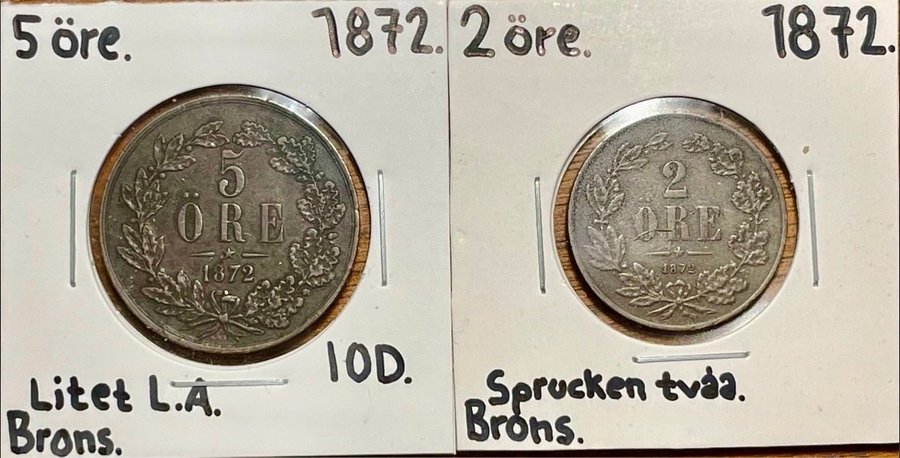 5 öre. 1872.
5
ÖRE
1872
10D.
Litet L.A.
Brons.
2 öre. 1872.
2
ÖRE
1872
Sprucken tvåa.
Brons.